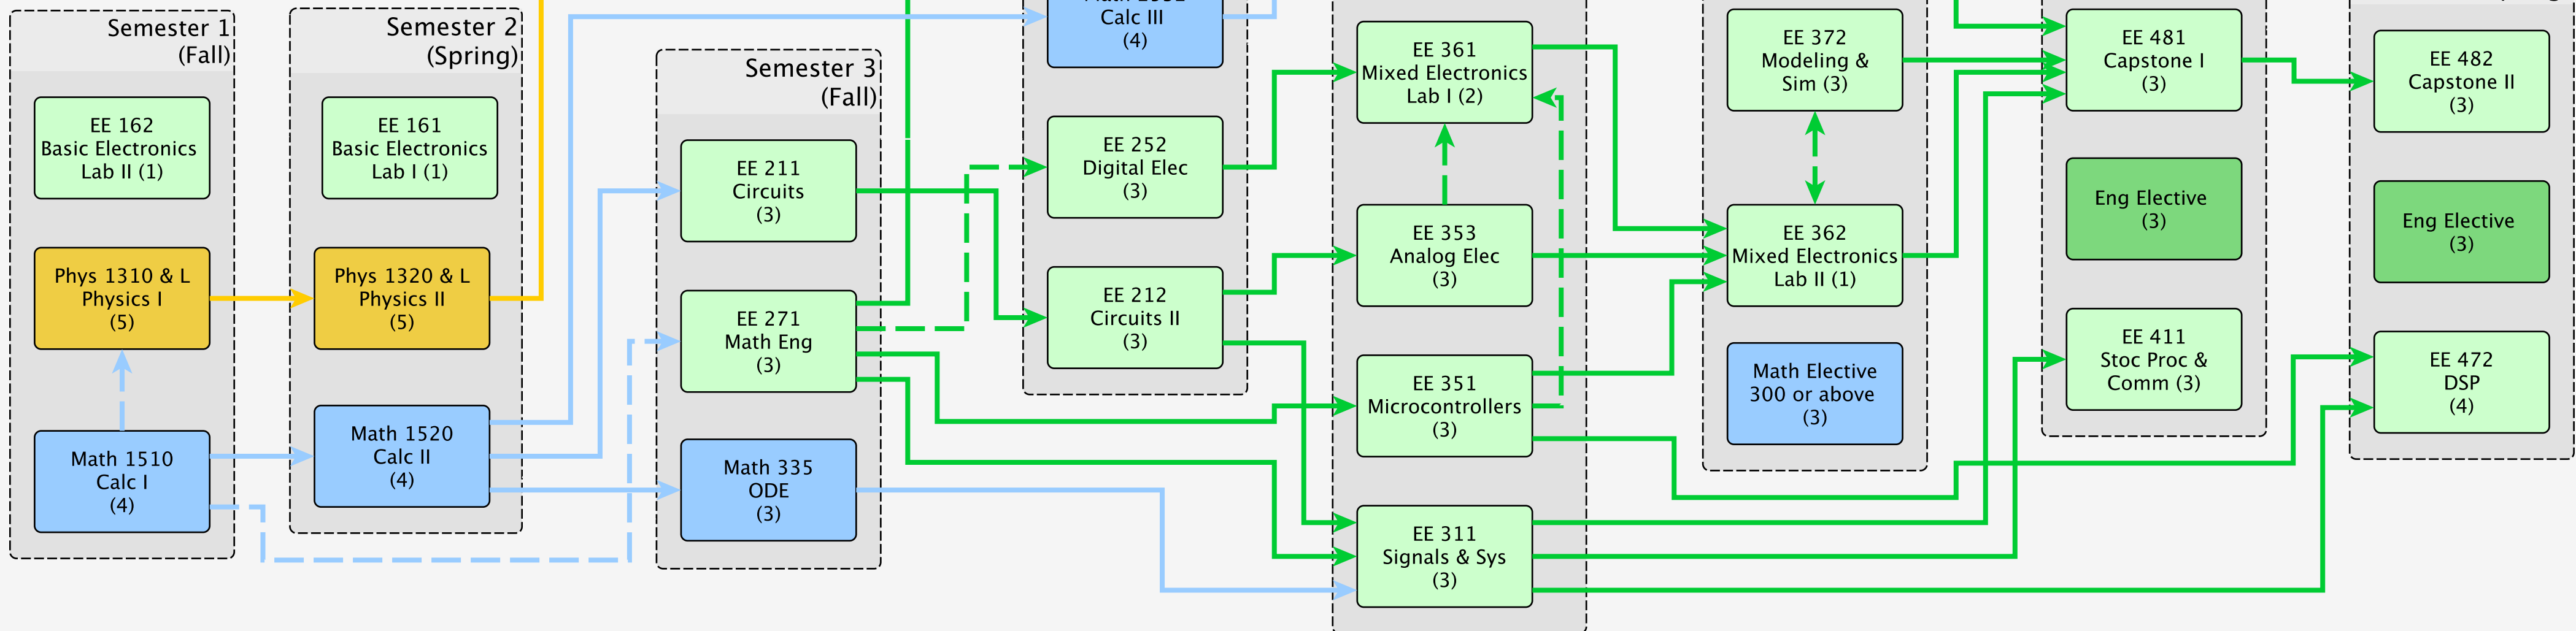 Semester 1
(Fall)
EE 162
Basic Electronics
Lab II (1)
Phys 1310 & L
Physics I
(5)
Math 1510
Calc I
(4)
Semester 2
(Spring)
EE 161
Basic Electronics
Lab I (1)
Phys 1320 & L
Physics II
(5)
Math 1520
Calc II
(4)
Semester 3
(Fall)
EE 211
Circuits
(3)
EE 271
Math Eng
(3)
Math 335
ODE
(3)
Calc III
(4)
EE 252
Digital Elec
(3)
EE 212
Circuits II
(3)
EE 361
Mixed Electronics
Lab I (2)
EE 353
Analog Elec
(3)
EE 351
Microcontrollers
(3)
EE 311
Signals & Sys
(3)
EE 372
Modeling &
Sim (3)
EE 362
Mixed Electronics
Lab II (1)
Math Elective
300 or above
(3)
EE 481
Capstone I
(3)
Eng Elective
(3)
EE 411
Stoc Proc &
Comm (3)
EE 482
Capstone II
(3)
Eng Elective
(3)
EE 472
DSP
(4)